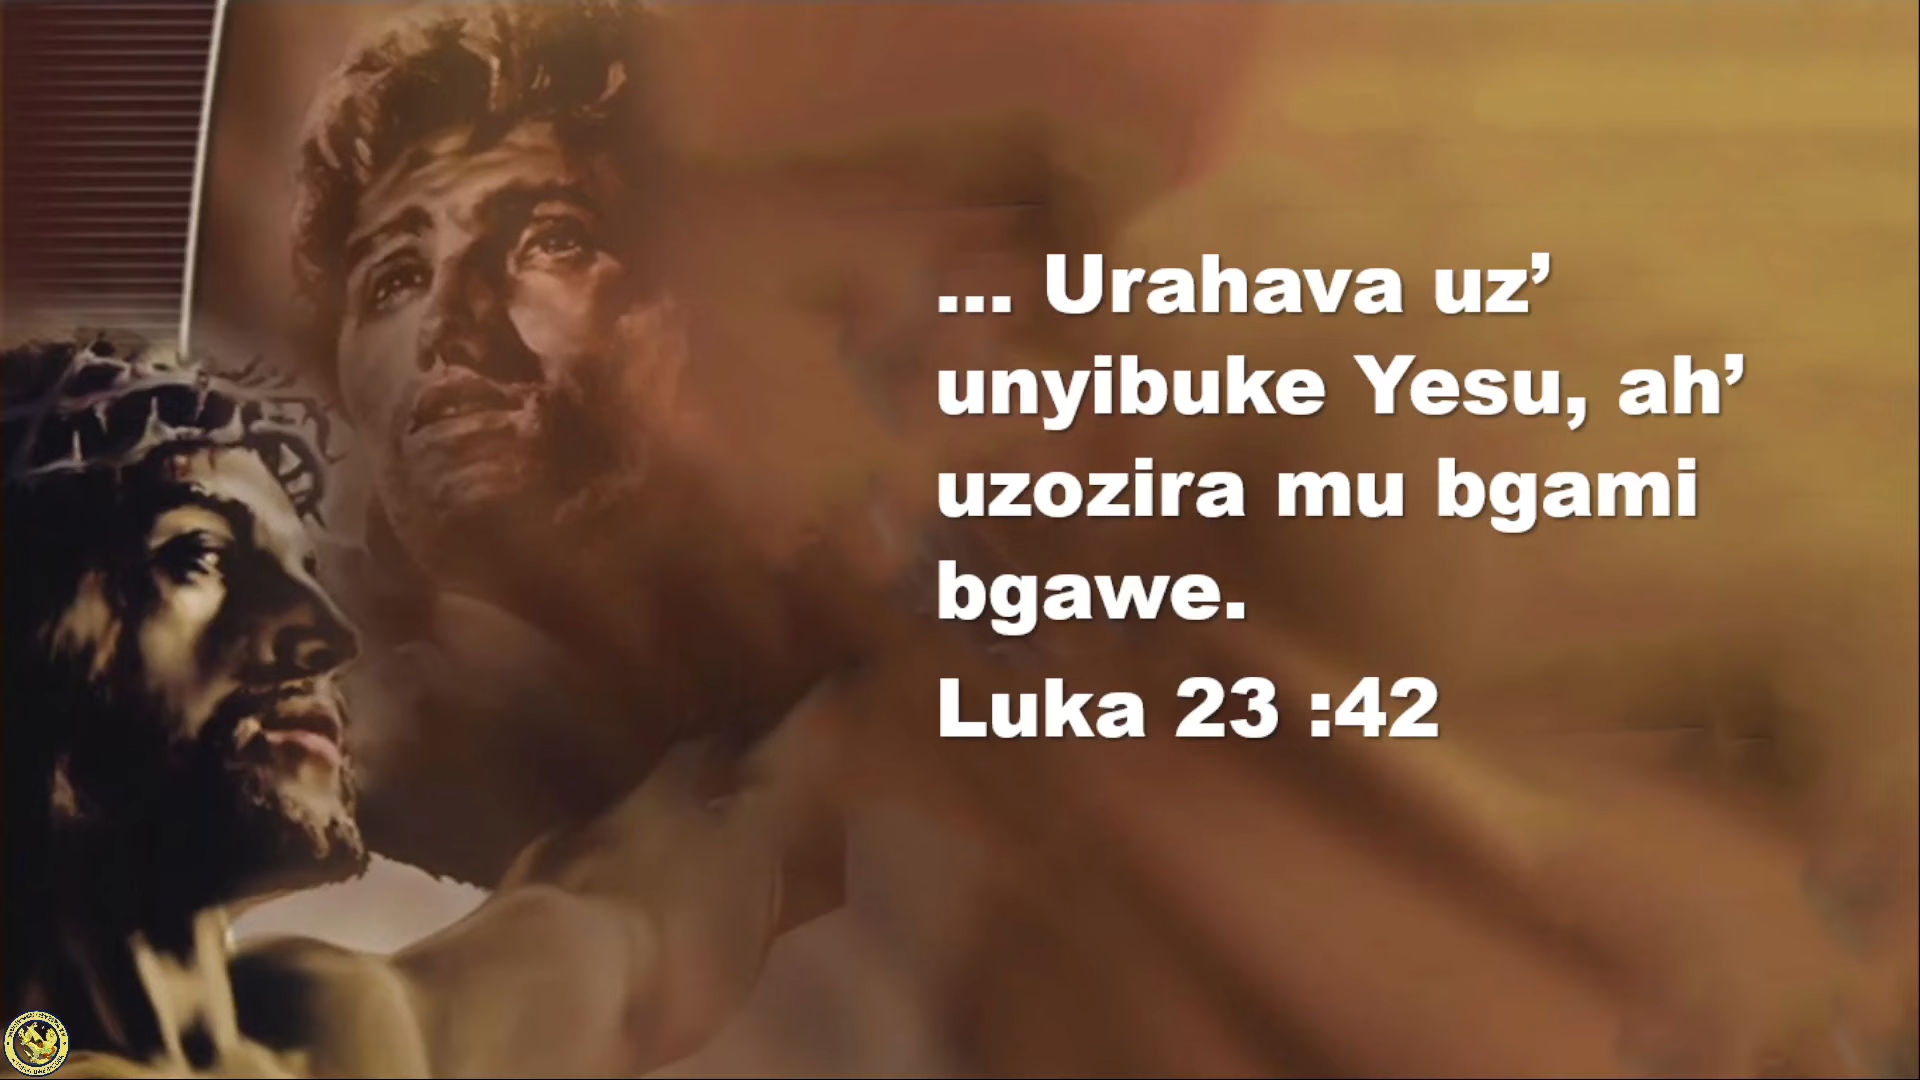 ... Urahava uz’
unyibuke Yesu, ah’
uzozira mu bgami
bgawe.
Luka 23 :42